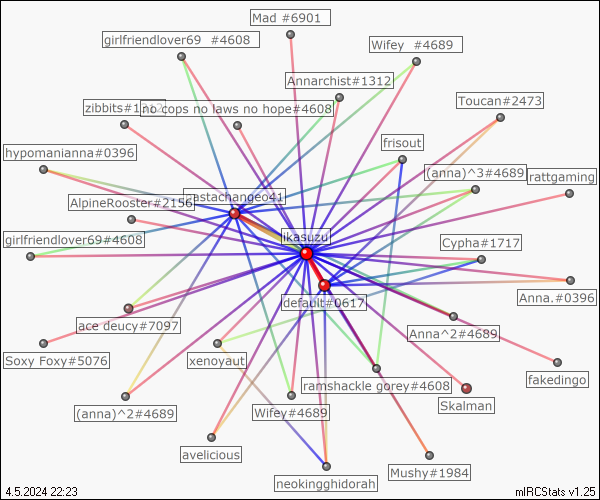 Mad #6901
girlfriendlover69 #4608
Wifey #4689
Annarchist#1312
Toucan#2473
zibbits#1312
no cops no laws no hope#4608
frisout
hypomanianna#0396
(anna)^3#4689
rattgaming
AlpineRooster#2156
rastachangeo41
ikasuzu
girlfriendlover69#4608
Cypha#1717
default#0617
Anna.#0396
ace deucy#7097
Anna^2#4689
Soxy Foxy#5076
xenoyaut
fakedingo
ramshackle gorey#4608
(anna)^2#4689
Wifey#4689
Skalman
avelicious
neokingghidorah
Mushy#1984
4.5.2024 22:23
mIRCStats v1.25